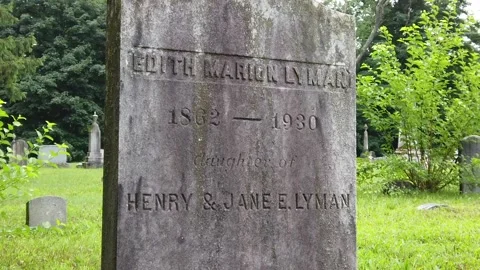 EDITH MARION LYMAN
1862 — 1930
daughter of
HENRY & JANE E. LYMAN